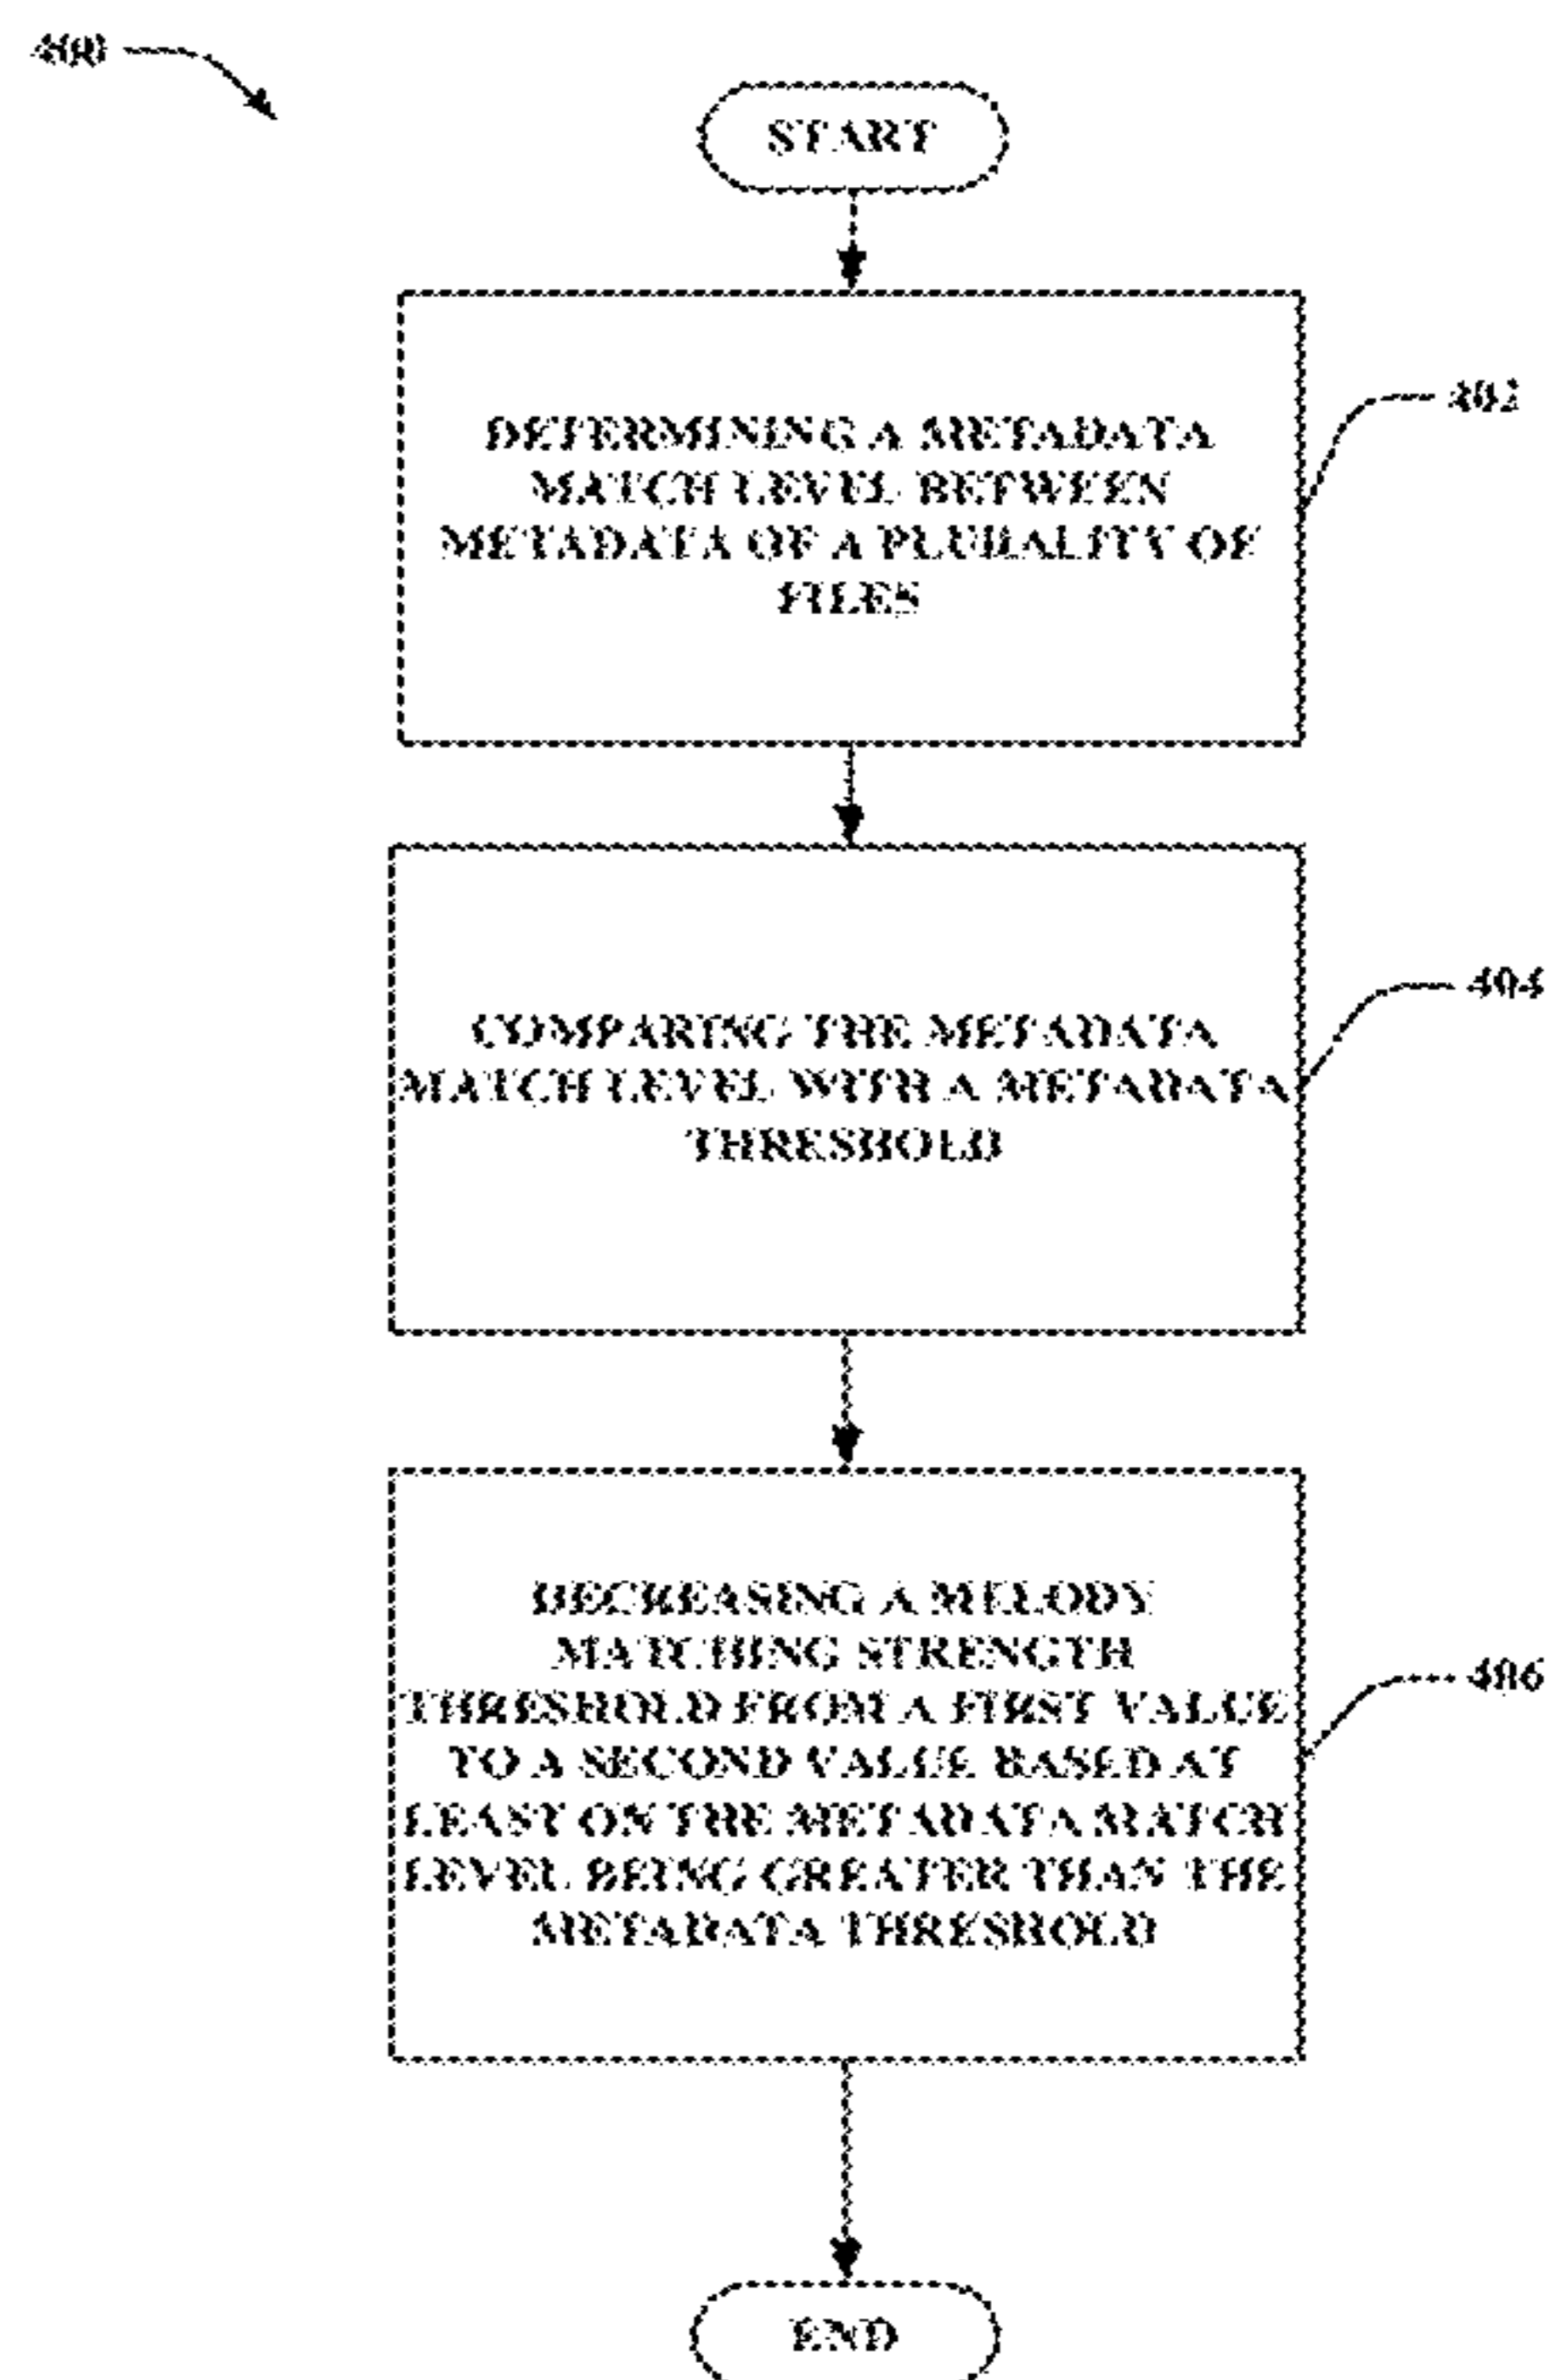 400
START
DETERMINING A METADATA
MATCH LEVEL BETWEEN
METADATA OF A PLURALITY OF
FILES
402
COMPARING THE METADATA
MATCH LEVEL WITH A METADATA
THRESHOLD
404
DECREASING A MELODY
MATCHING STRENGTH
THRESHOLD FROM A FIRST VALUE
TO A SECOND VALUE BASED AT
LEAST ON THE METADATA MATCH
LEVEL BEING GREATER THAN THE
METADATA THRESHOLD
406
END